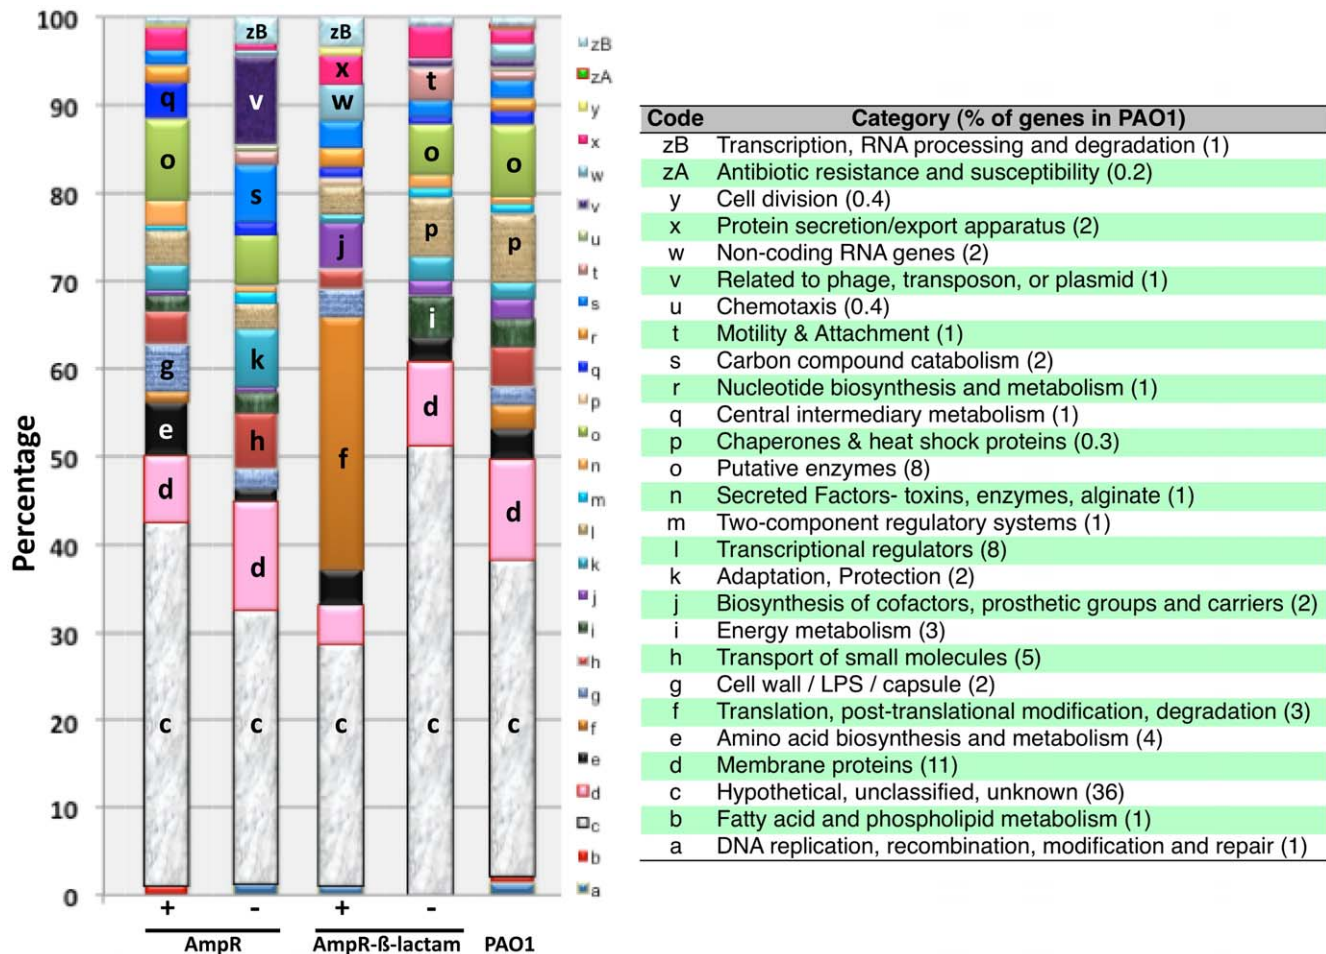 Percentage
100
90
80
70
60
50
40
30
20
10
0
q
o
g
e
d
c
+
zB
v
s
k
h
d
c
-
AmpR
zB
x
w
j
f
c
+
t
o
p
i
d
c
-
AmpR-ß-lactam
o
p
d
c
PAO1
zB
zA
y
x
w
v
u
t
s
r
q
p
o
n
m
l
k
j
i
h
g
f
e
d
c
b
a
Code Category (% of genes in PAO1)
zB Transcription, RNA processing and degradation (1)
zA Antibiotic resistance and susceptibility (0.2)
y Cell division (0.4)
x Protein secretion/export apparatus (2)
w Non-coding RNA genes (2)
v Related to phage, transposon, or plasmid (1)
u Chemotaxis (0.4)
t Motility & Attachment (1)
s Carbon compound catabolism (2)
r Nucleotide biosynthesis and metabolism (1)
q Central intermediary metabolism (1)
p Chaperones & heat shock proteins (0.3)
o Putative enzymes (8)
n Secreted Factors- toxins, enzymes, alginate (1)
m Two-component regulatory systems (1)
l Transcriptional regulators (8)
k Adaptation, Protection (2)
j Biosynthesis of cofactors, prosthetic groups and carriers (2)
i Energy metabolism (3)
h Transport of small molecules (5)
g Cell wall / LPS / capsule (2)
f Translation, post-translational modification, degradation (3)
e Amino acid biosynthesis and metabolism (4)
d Membrane proteins (11)
c Hypothetical, unclassified, unknown (36)
b Fatty acid and phospholipid metabolism (1)
a DNA replication, recombination, modification and repair (1)